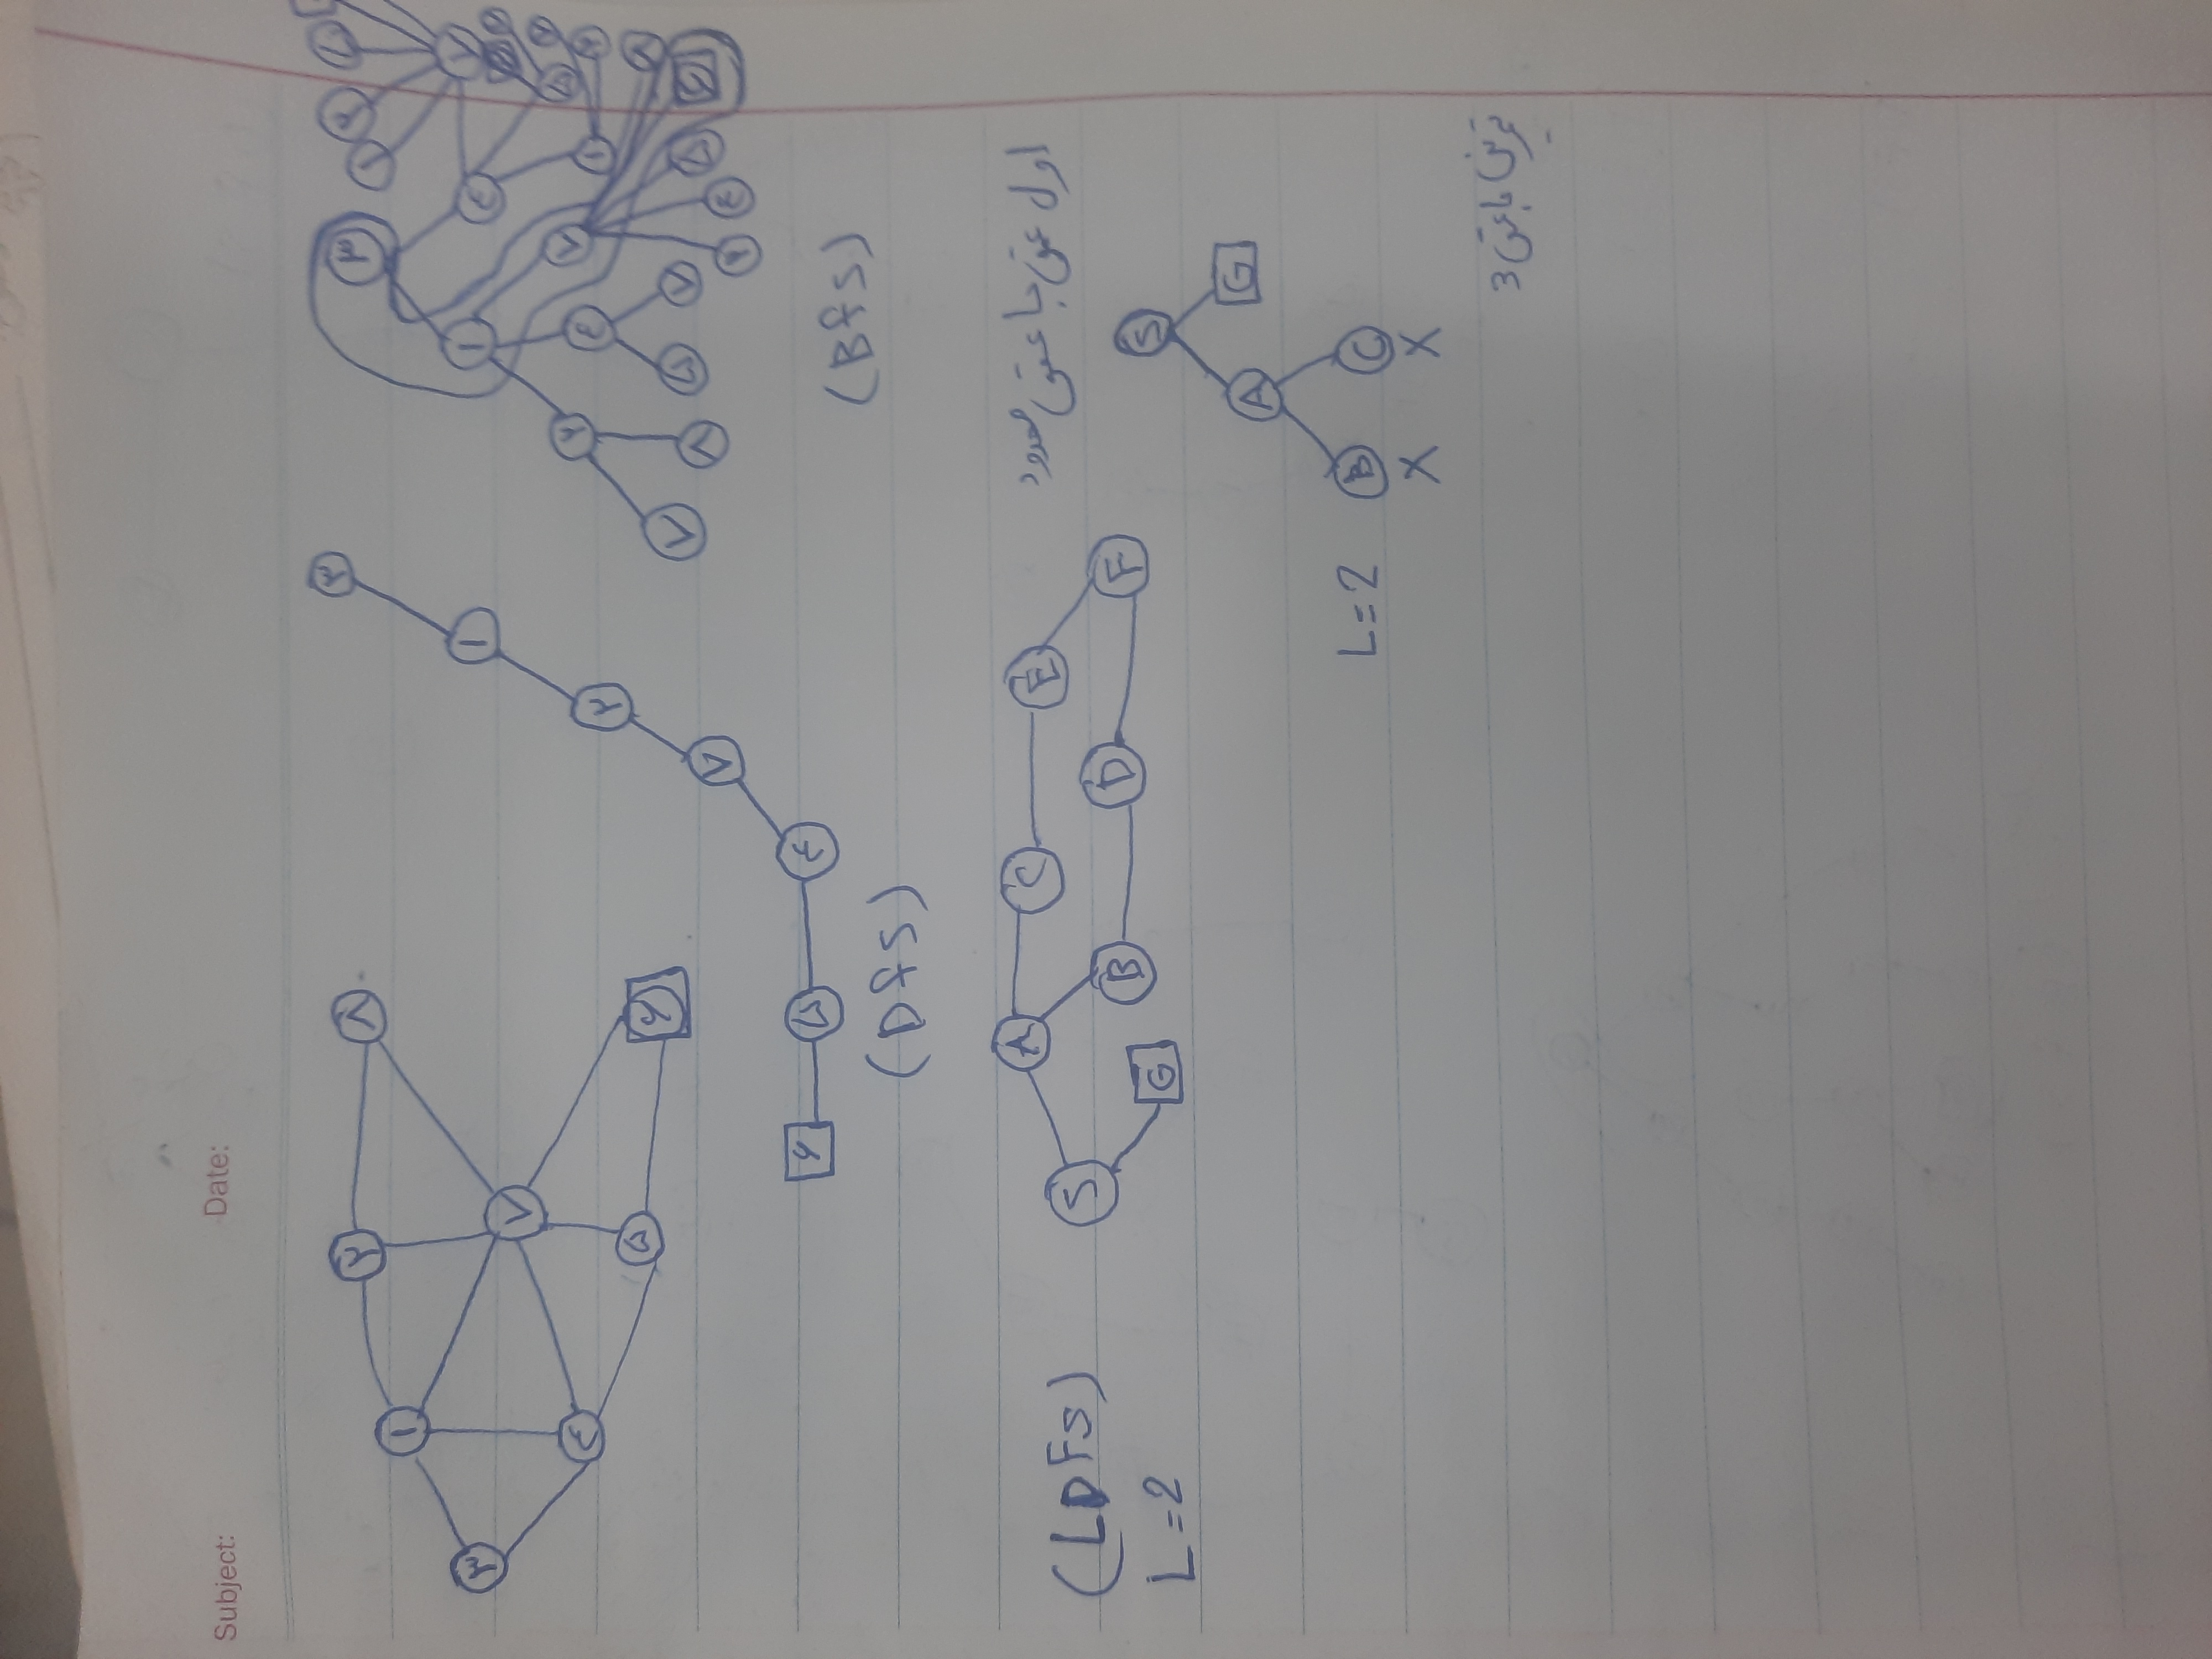 Subject: Date:
۲ ۸
۱
۳ ۷
۴
۵ ۶
۳
۱
۲
۷
۶ ۵ ۴
(Dfs)
۳
۱ ۴ ۷
۲ ۴ ۷ ۱
۷ ۸ ۵ ۷ ۲ ۴ ۵ ۸
(Bfs)
(LDFS)
L=2
S A C E
G B D F
اول عمق با عمق محدود
S
A G
L=2 B C
X X
تمرین با عمق 3